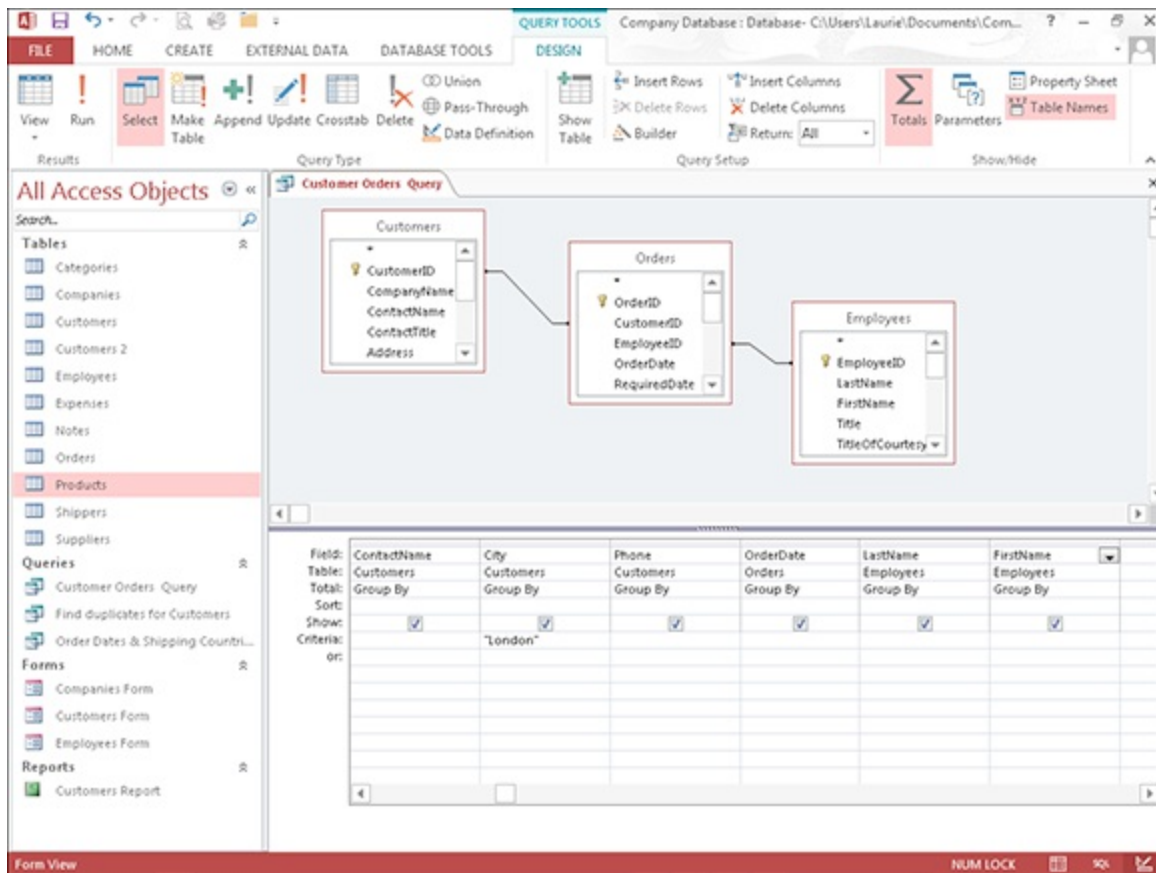 QUERY TOOLS Company Database : Database- C:\Users\Laurie\Documents\Com... ?
FILE HOME CREATE EXTERNAL DATA DATABASE TOOLS DESIGN
View Run Select Make Table Append Update Crosstab Delete Union Pass-Through Data Definition Show Table Insert Rows Delete Rows Builder Insert Columns Delete Columns Return: All Totals Parameters Property Sheet Table Names
Results Query Type Query Setup Show/Hide
All Access Objects
Search...
Tables
Categories
Companies
Customers
Customers 2
Employees
Expenses
Notes
Orders
Products
Shippers
Suppliers
Queries
Customer Orders Query
Find duplicates for Customers
Order Dates & Shipping Countri...
Forms
Companies Form
Customers Form
Employees Form
Reports
Customers Report
Customer Orders Query
Customers
*
CustomerID
CompanyName
ContactName
ContactTitle
Address
Orders
*
OrderID
CustomerID
EmployeeID
OrderDate
RequiredDate
Employees
*
EmployeeID
LastName
FirstName
Title
TitleOfCourtesy
Field: ContactName City Phone OrderDate LastName FirstName
Table: Customers Customers Customers Orders Employees Employees
Total: Group By Group By Group By Group By Group By Group By
Sort:
Show:
Criteria: "London"
or:
Form View NUM LOCK SQL